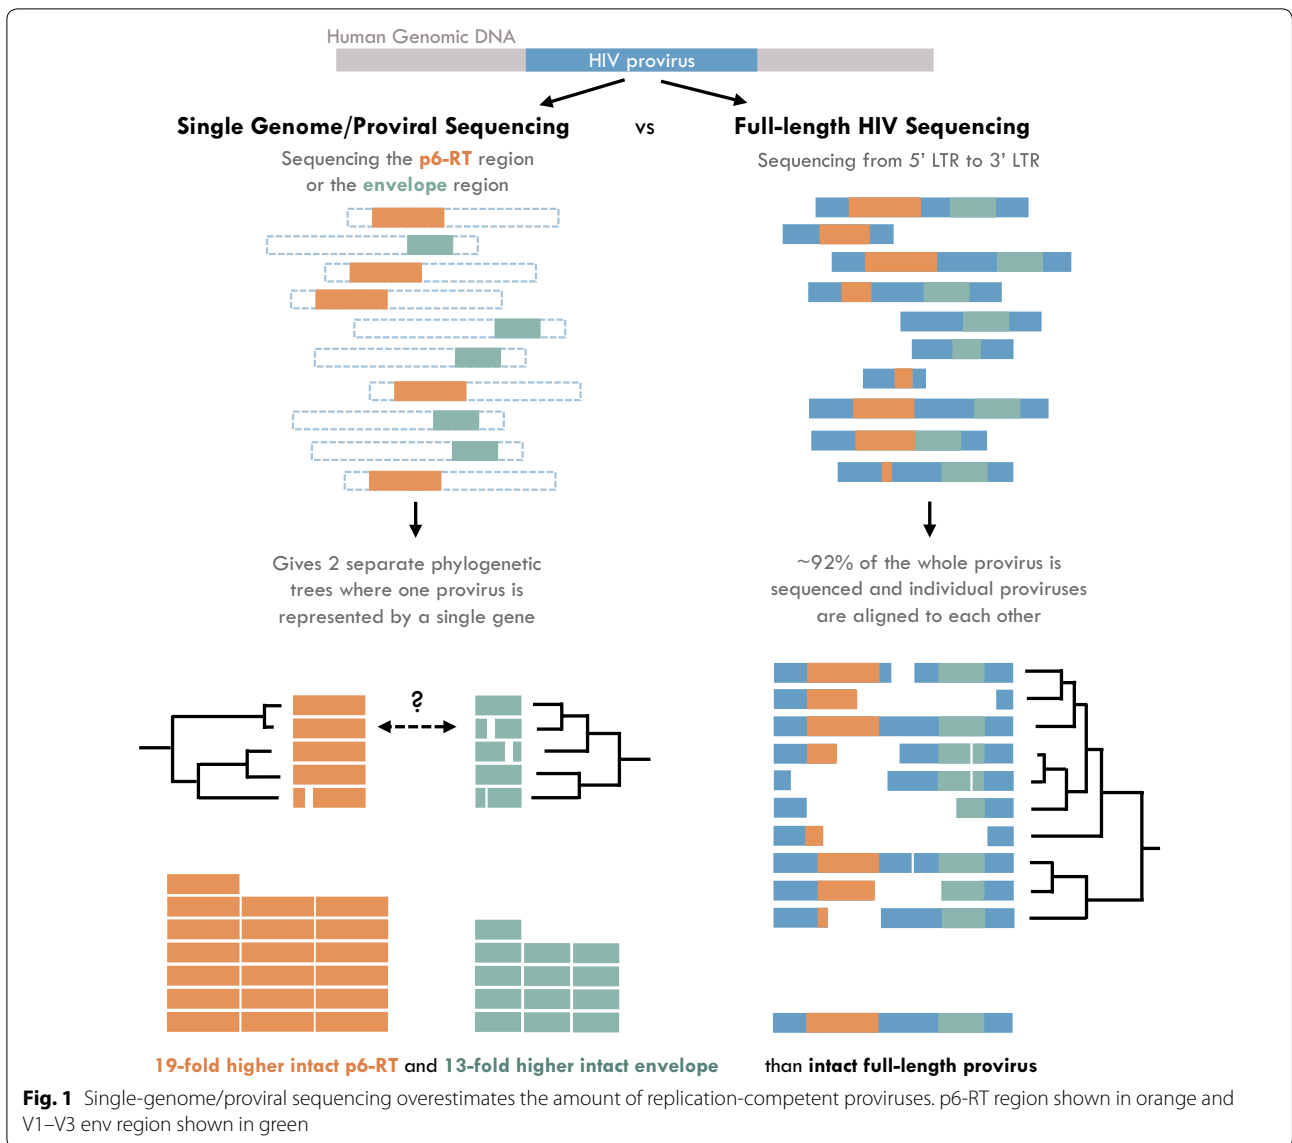 Human Genomic DNA
HIV provirus
Single Genome/Proviral Sequencing
vs
Full-length HIV Sequencing
Sequencing the p6-RT region
or the envelope region
Sequencing from 5' LTR to 3' LTR
Gives 2 separate phylogenetic
trees where one provirus is
represented by a single gene
~92% of the whole provirus is
sequenced and individual proviruses
are aligned to each other
?
19-fold higher intact p6-RT and 13-fold higher intact envelope than intact full-length provirus
Fig. 1 Single-genome/proviral sequencing overestimates the amount of replication-competent proviruses. p6-RT region shown in orange and
V1–V3 env region shown in green